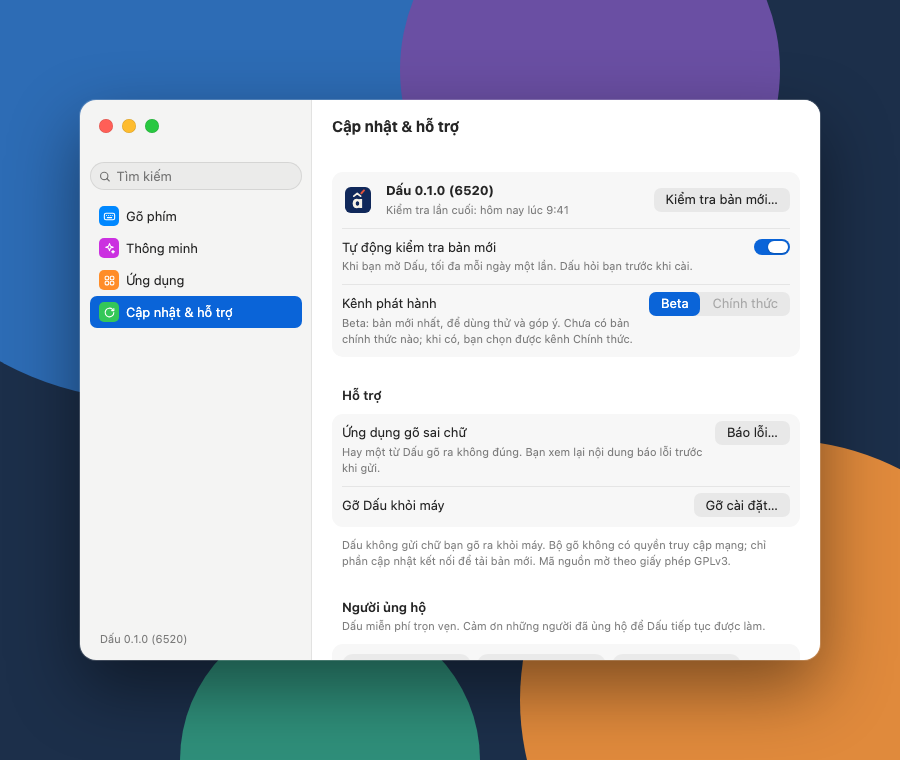 Cập nhật & hỗ trợ
Tìm kiếm
Gõ phím
Thông minh
Ứng dụng
Cập nhật & hỗ trợ
Dấu 0.1.0 (6520)
Dấu 0.1.0 (6520)
Kiểm tra lần cuối: hôm nay lúc 9:41
Kiểm tra bản mới...
Tự động kiểm tra bản mới
Khi bạn mở Dấu, tối đa mỗi ngày một lần. Dấu hỏi bạn trước khi cài.
Kênh phát hành
Beta
Chính thức
Beta: bản mới nhất, để dùng thử và góp ý. Chưa có bản
chính thức nào; khi có, bạn chọn được kênh Chính thức.
Hỗ trợ
Ứng dụng gõ sai chữ
Báo lỗi...
Hay một từ Dấu gõ ra không đúng. Bạn xem lại nội dung báo lỗi trước
khi gửi.
Gỡ Dấu khỏi máy
Gỡ cài đặt...
Dấu không gửi chữ bạn gõ ra khỏi máy. Bộ gõ không có quyền truy cập mạng; chỉ
phần cập nhật kết nối để tải bản mới. Mã nguồn mở theo giấy phép GPLv3.
Người ủng hộ
Dấu miễn phí trọn vẹn. Cảm ơn những người đã ủng hộ để Dấu tiếp tục được làm.